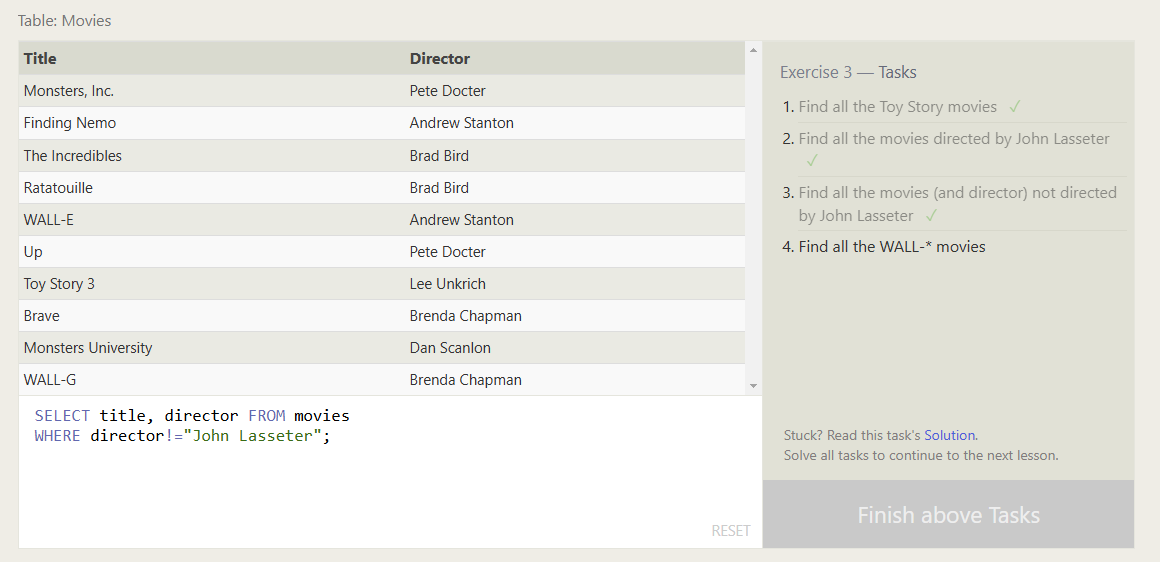 Table: Movies
Title Director
Monsters, Inc. Pete Docter
Finding Nemo Andrew Stanton
The Incredibles Brad Bird
Ratatouille Brad Bird
WALL-E Andrew Stanton
Up Pete Docter
Toy Story 3 Lee Unkrich
Brave Brenda Chapman
Monsters University Dan Scanlon
WALL-G Brenda Chapman
SELECT title, director FROM movies
WHERE director!="John Lasseter";
RESET
Exercise 3 — Tasks
1. Find all the Toy Story movies ✓
2. Find all the movies directed by John Lasseter
✓
3. Find all the movies (and director) not directed
by John Lasseter ✓
4. Find all the WALL-* movies
Stuck? Read this task's Solution.
Solve all tasks to continue to the next lesson.
Finish above Tasks